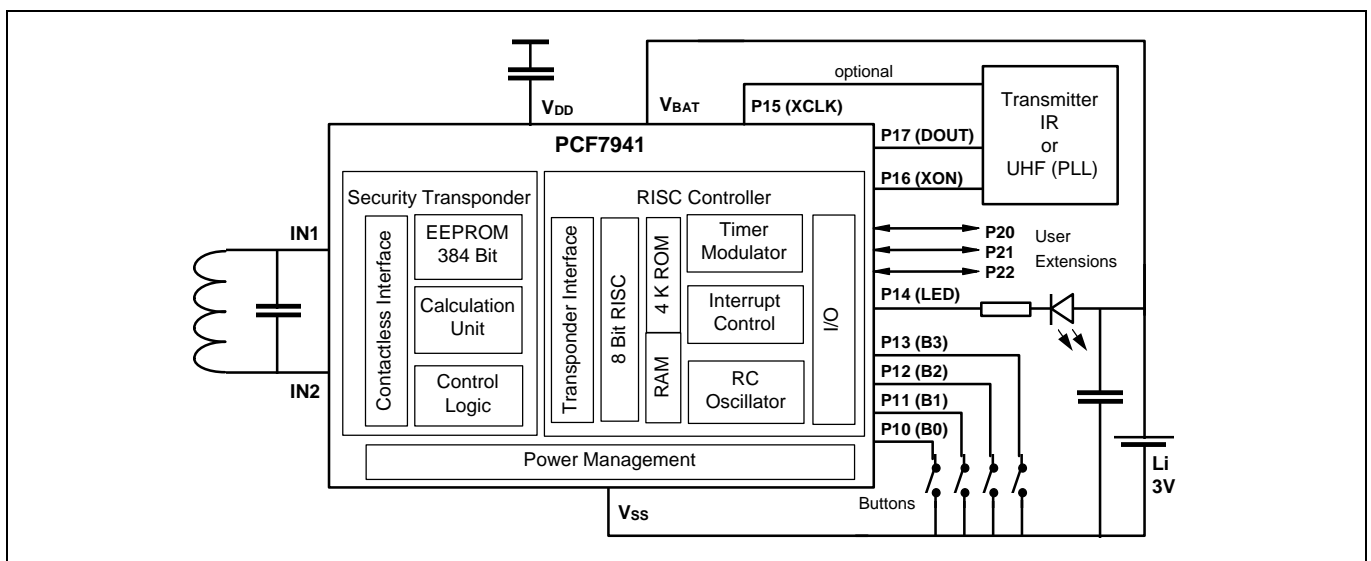 optional
VDD
VBAT
P15 (XCLK)
Transmitter
IR
or
UHF (PLL)
PCF7941
P17 (DOUT)
P16 (XON)
Security Transponder
RISC Controller
IN1
IN2
Contactless Interface
EEPROM
384 Bit
Calculation
Unit
Control
Logic
Transponder Interface
8 Bit RISC
4 K ROM
RAM
Timer
Modulator
Interrupt
Control
RC
Oscillator
I/O
P20
P21
P22
User
Extensions
P14 (LED)
P13 (B3)
P12 (B2)
P11 (B1)
P10 (B0)
Power Management
Li
3V
Buttons
VSS